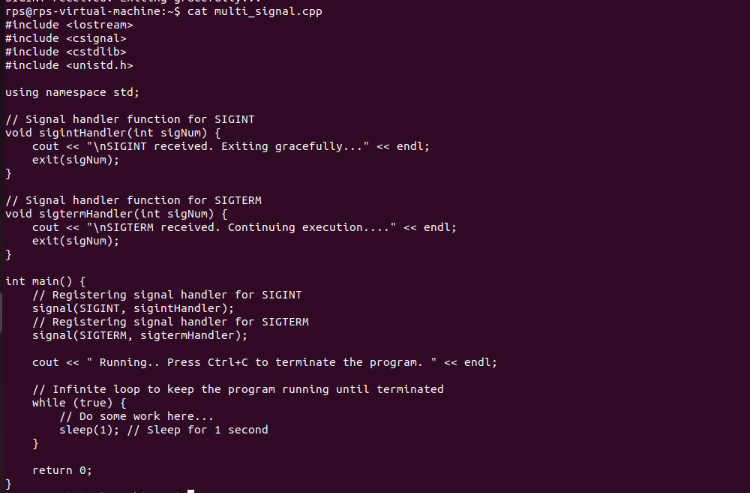 rps@rps-virtual-machine:~$ cat multi_signal.cpp
#include <iostream>
#include <csignal>
#include <cstdlib>
#include <unistd.h>

using namespace std;

// Signal handler function for SIGINT
void sigintHandler(int sigNum) {
    cout << "\nSIGINT received. Exiting gracefully..." << endl;
    exit(sigNum);
}

// Signal handler function for SIGTERM
void sigtermHandler(int sigNum) {
    cout << "\nSIGTERM received. Continuing execution...." << endl;
    exit(sigNum);
}

int main() {
    // Registering signal handler for SIGINT
    signal(SIGINT, sigintHandler);
    // Registering signal handler for SIGTERM
    signal(SIGTERM, sigtermHandler);

    cout << " Running.. Press Ctrl+C to terminate the program. " << endl;

    // Infinite loop to keep the program running until terminated
    while (true) {
        // Do some work here...
        sleep(1); // Sleep for 1 second
    }

    return 0;
}